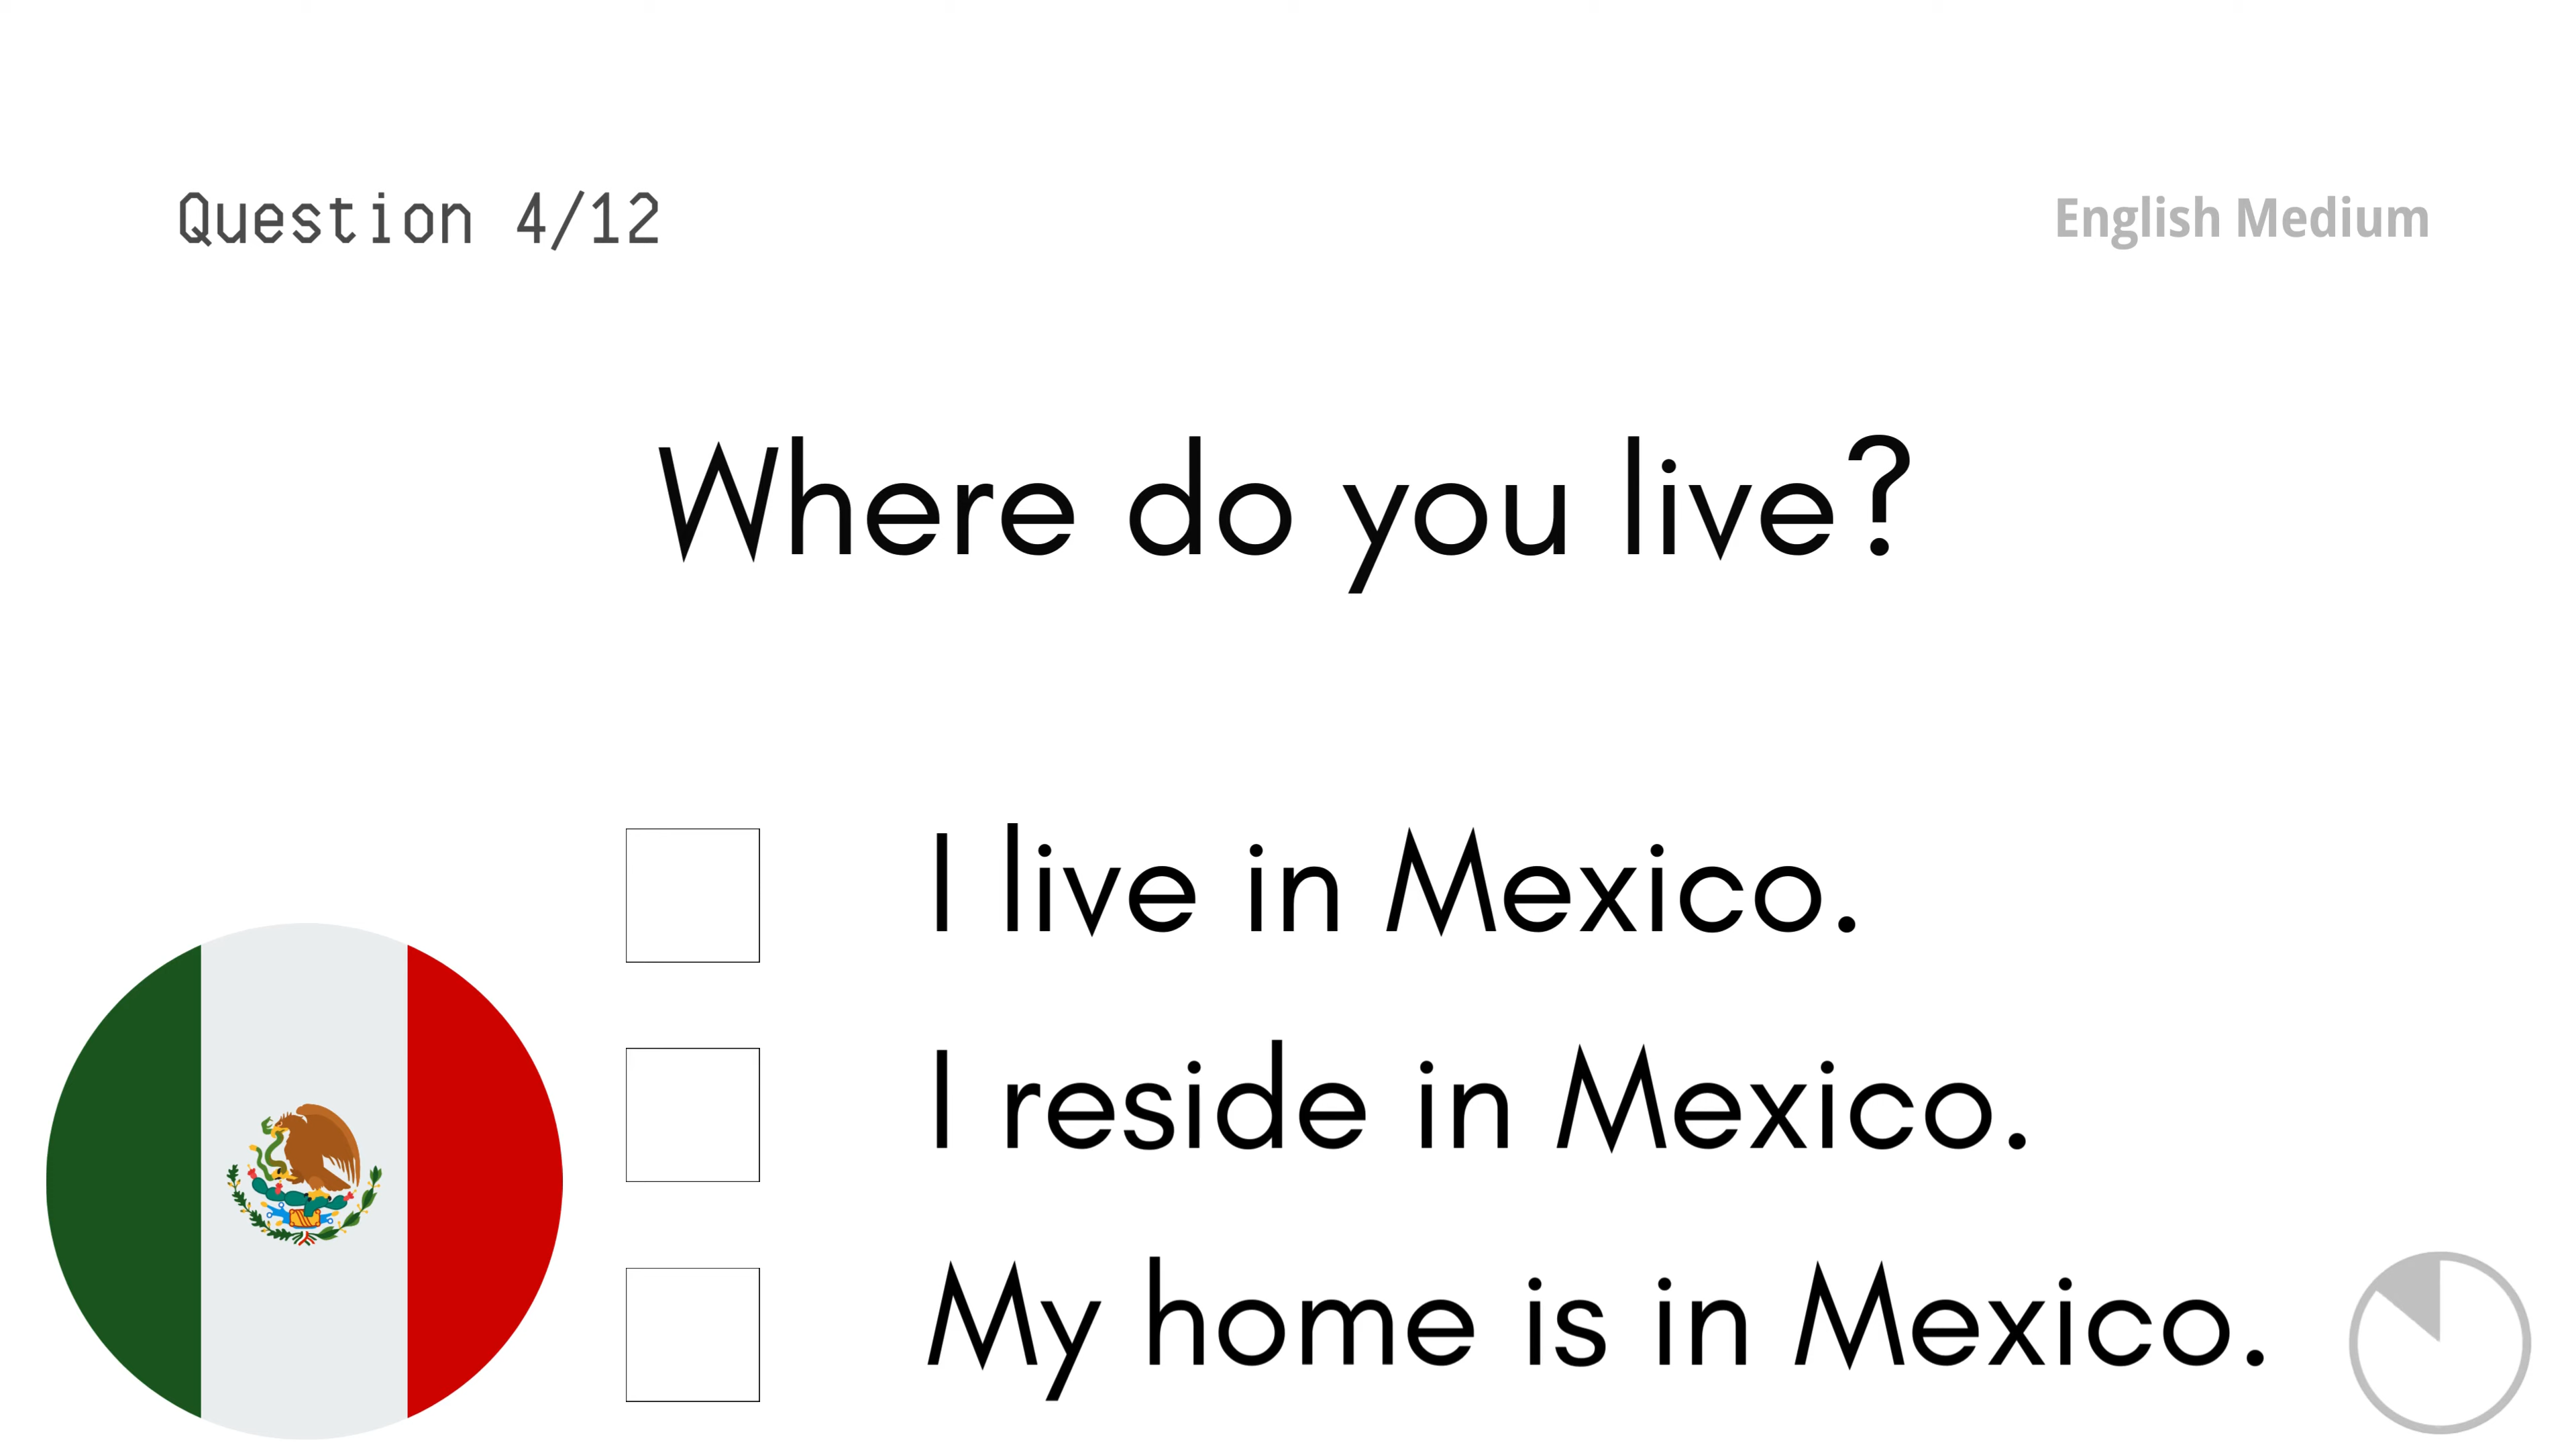 Question 4/12
English Medium
Where do you live?
I live in Mexico.
I reside in Mexico.
My home is in Mexico.